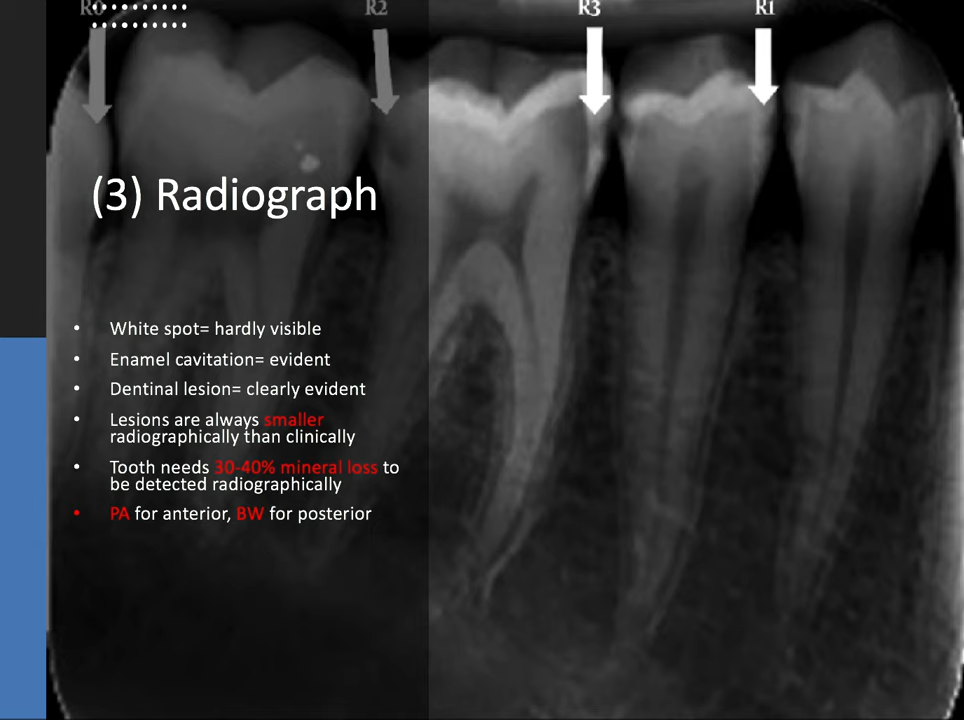 R0
R2
R3
R1
(3) Radiograph
• White spot= hardly visible
• Enamel cavitation= evident
• Dentinal lesion= clearly evident
• Lesions are always smaller
radiographically than clinically
• Tooth needs 30-40% mineral loss to
be detected radiographically
• PA for anterior, BW for posterior